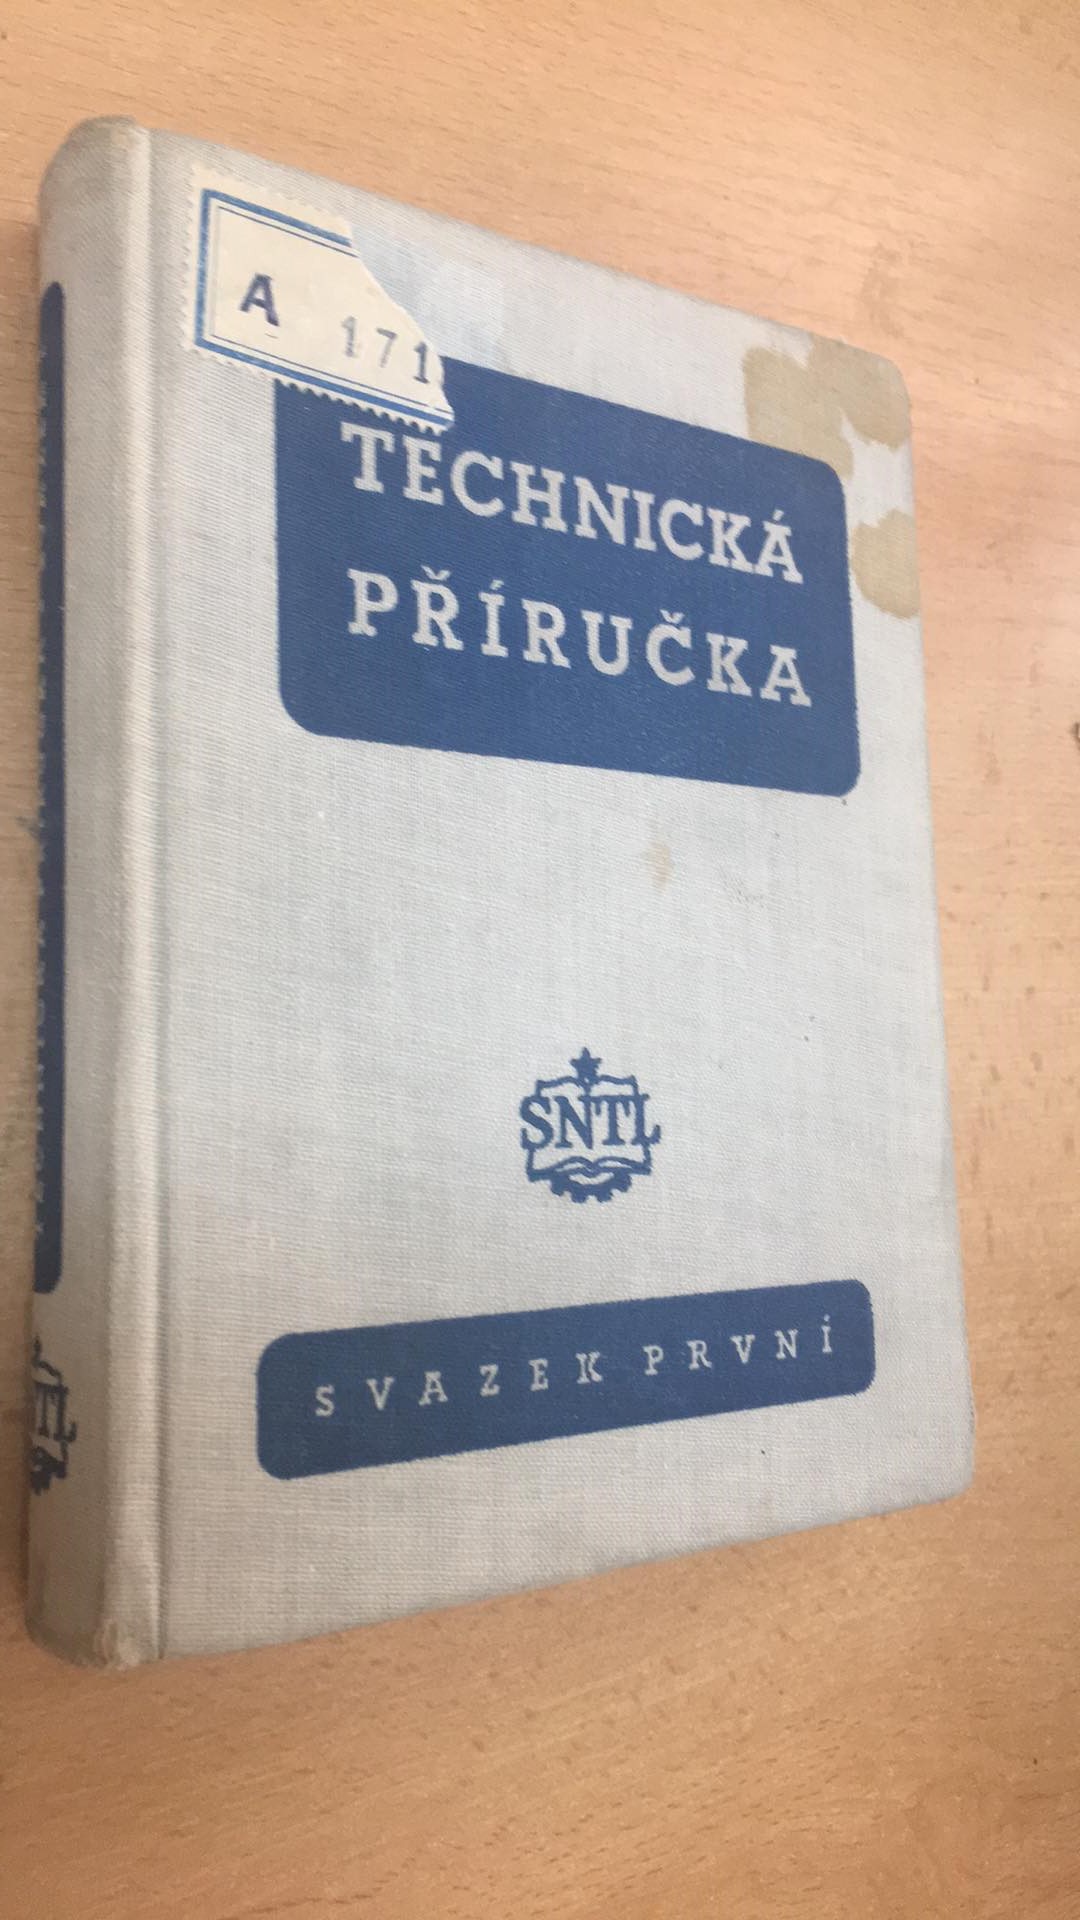 A 171
TECHNICKÁ
PŘÍRUČKA
SNTL
SVAZEK PRVNÍ